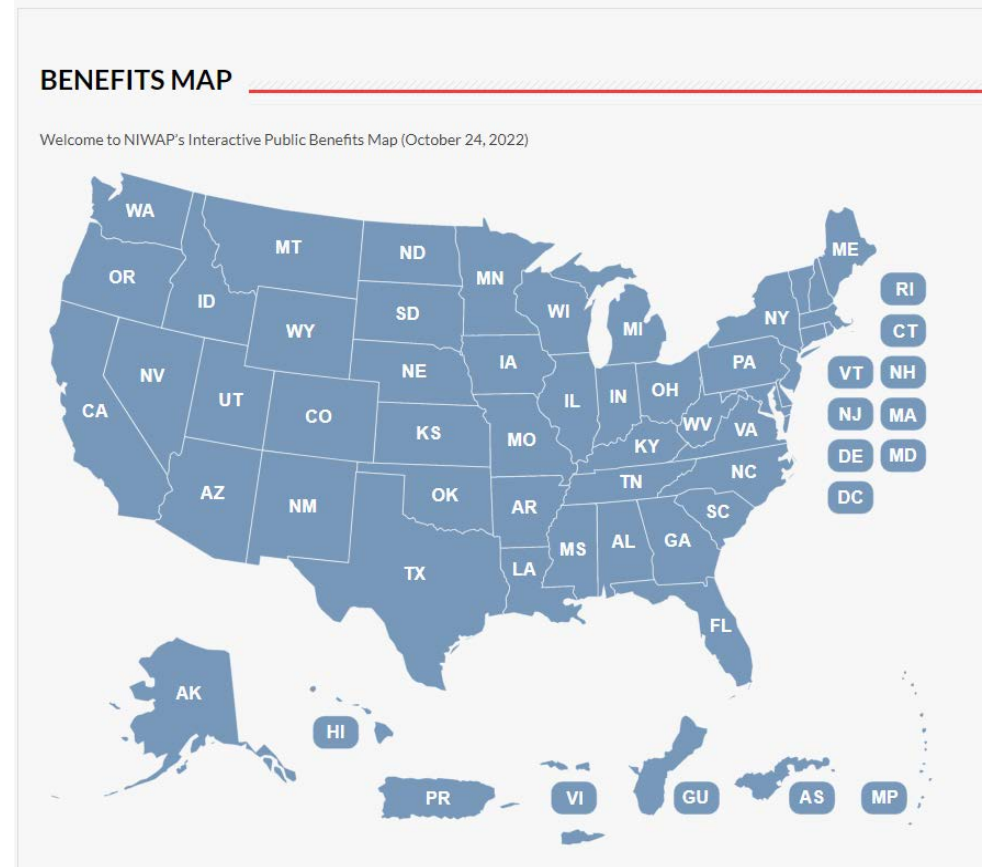 BENEFITS MAP
Welcome to NIWAP's Interactive Public Benefits Map (October 24, 2022)
WA
MT
ND
MN
ME
OR
ID
WY
SD
WI
MI
NY
RI
CT
NV
UT
CO
NE
IA
IL
IN
OH
PA
VT
NH
CA
KS
MO
KY
WV
VA
NJ
MA
AZ
NM
OK
AR
TN
NC
DE
MD
TX
LA
MS
AL
GA
SC
DC
FL
AK
HI
PR
VI
GU
AS
MP